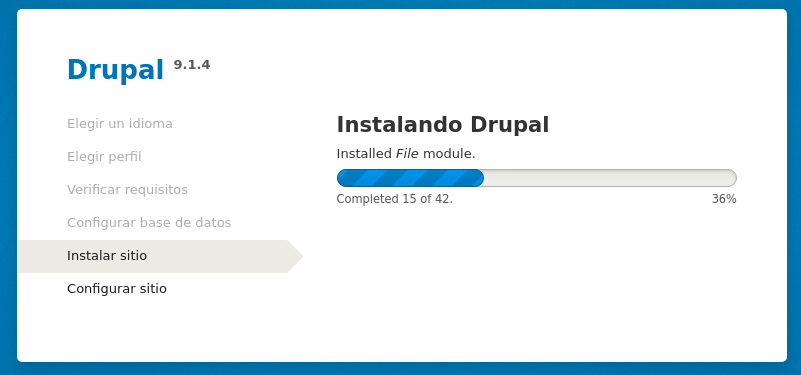 Drupal 9.1.4
Elegir un idioma
Elegir perfil
Verificar requisitos
Configurar base de datos
Instalar sitio
Configurar sitio
Instalando Drupal
Installed File module.
Completed 15 of 42.
36%